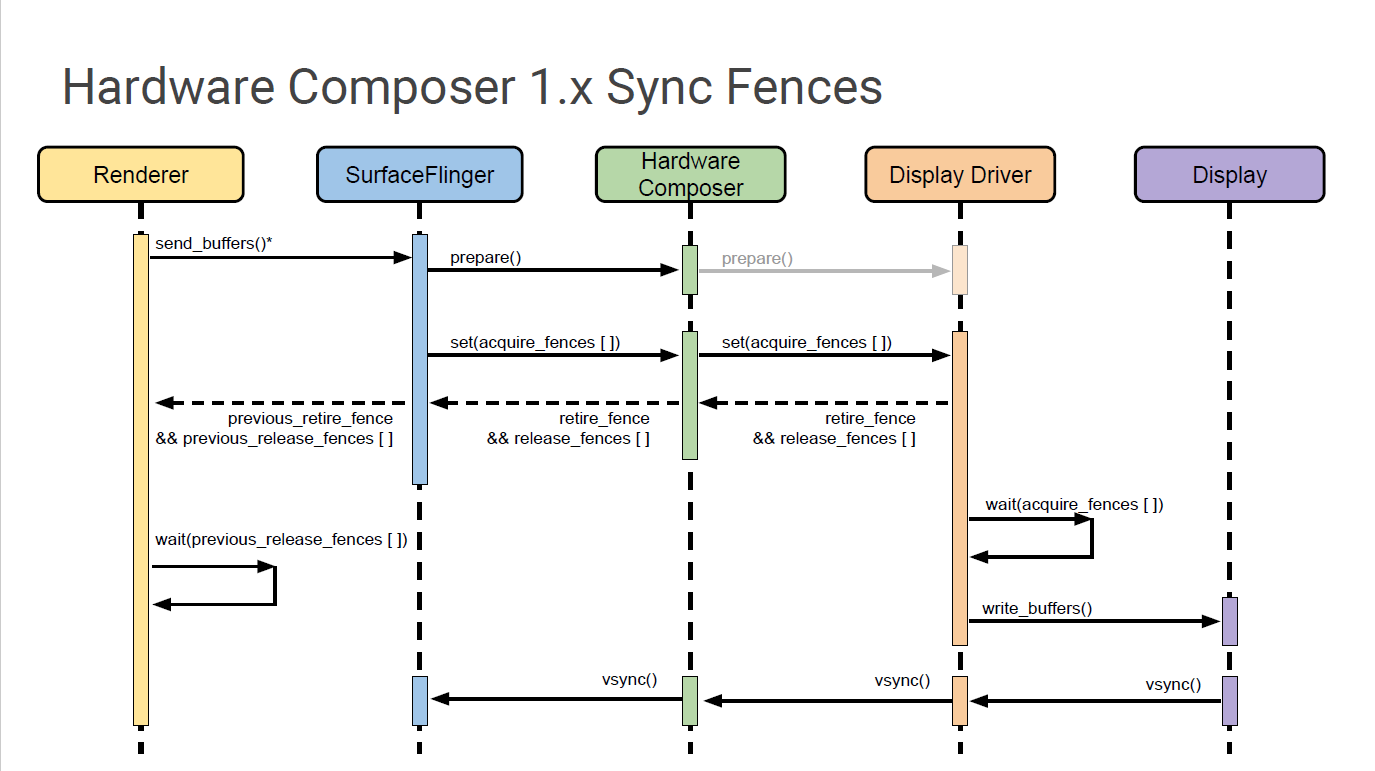 Hardware Composer 1.x Sync Fences
Renderer
SurfaceFlinger
Hardware
Composer
Display Driver
Display
send_buffers()*
prepare()
prepare()
set(acquire_fences [ ])
set(acquire_fences [ ])
previous_retire_fence
&& previous_release_fences [ ]
retire_fence
&& release_fences [ ]
retire_fence
&& release_fences [ ]
wait(acquire_fences [ ])
wait(previous_release_fences [ ])
write_buffers()
vsync()
vsync()
vsync()